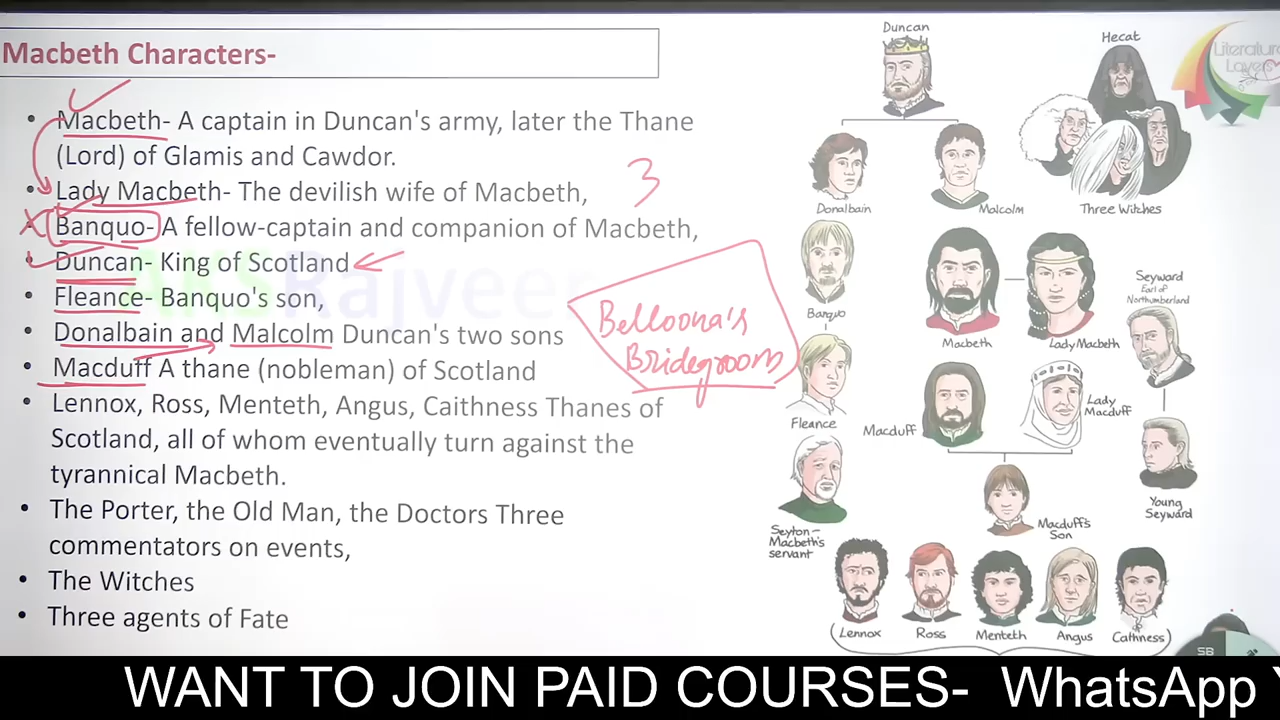 Macbeth Characters-
• Macbeth- A captain in Duncan's army, later the Thane
(Lord) of Glamis and Cawdor.
• Lady Macbeth- The devilish wife of Macbeth,
3
• Banquo- A fellow-captain and companion of Macbeth,
• Duncan- King of Scotland
• Fleance- Banquo's son,
• Donalbain and Malcolm Duncan's two sons
• Macduff A thane (nobleman) of Scotland
• Lennox, Ross, Menteth, Angus, Caithness Thanes of
Scotland, all of whom eventually turn against the
tyrannical Macbeth.
• The Porter, the Old Man, the Doctors Three
commentators on events,
• The Witches
• Three agents of Fate
Belloona's
Bridegroom
Rajveer
Duncan
Hecat
Literature
Layers
Donalbain
Malcolm
Three Witches
Banquo
Macbeth
Lady Macbeth
Seyward
Earl of
Northumberland
Fleance
Macduff
Lady
Macduff
Seyton-
Macbeth's
servant
Macduff's
Son
Young
Seyward
Lennox
Ross
Menteth
Angus
Cathness
SB
WANT TO JOIN PAID COURSES- WhatsApp